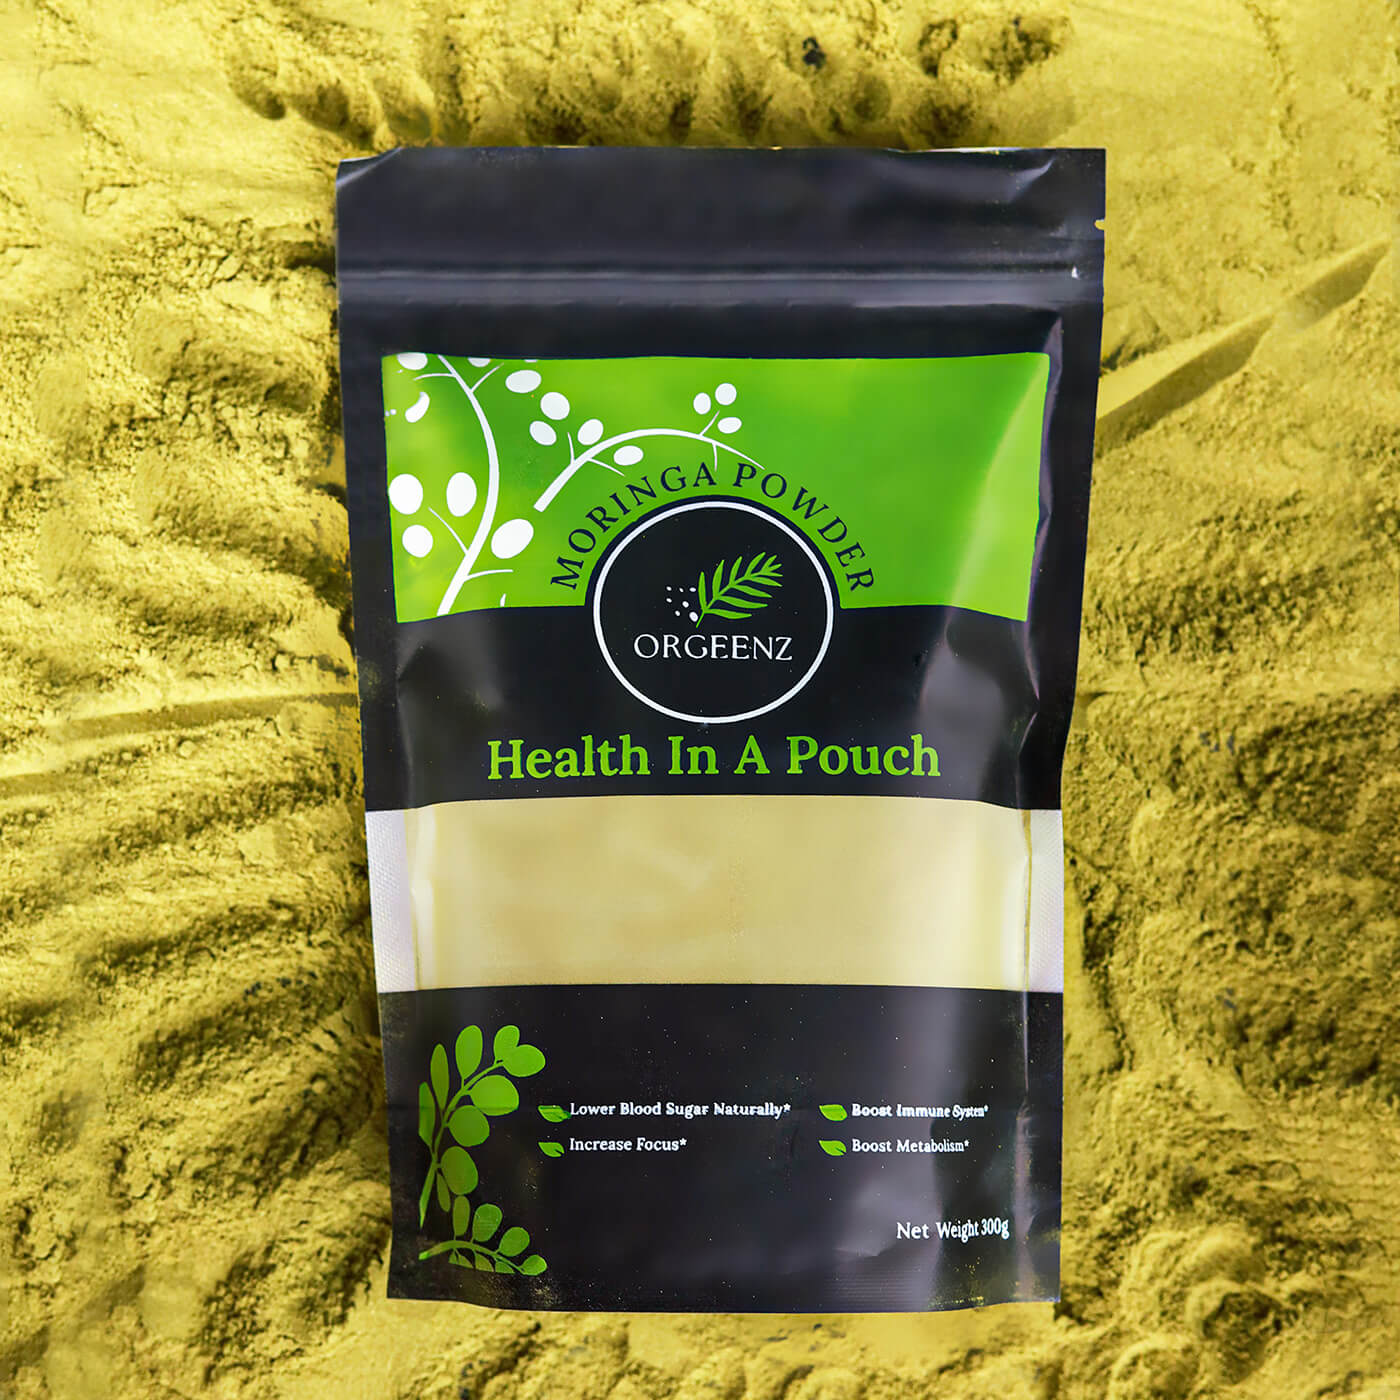 MORINGA POWDER
ORGEENZ
Health In A Pouch
Lower Blood Sugar Naturally*
Increase Focus*
Boost Immune System*
Boost Metabolism*
Net Weight 300g